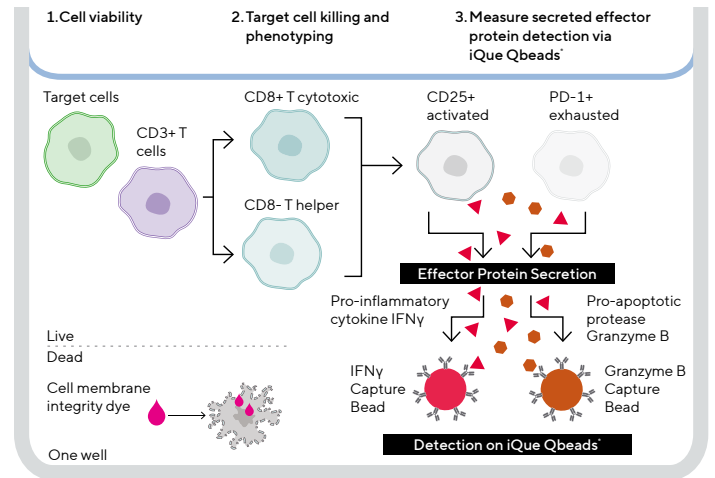 1.Cell viability
2.Target cell killing and
phenotyping
3.Measure secreted effector
protein detection via
iQue Qbeads*
Target cells
CD3+ T
cells
CD8+ T cytotoxic
CD8- T helper
CD25+
activated
PD-1+
exhausted
Effector Protein Secretion
Pro-inflammatory
cytokine IFNγ
Pro-apoptotic
protease
Granzyme B
Live
Dead
Cell membrane
integrity dye
IFNγ
Capture
Bead
Granzyme B
Capture
Bead
Detection on iQue Qbeads*
One well